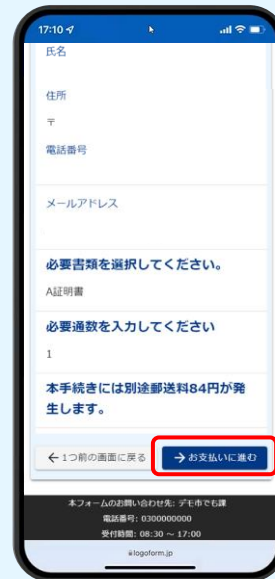 17:10
氏名
住所
〒
電話番号
メールアドレス
必要書類を選択してください。
A証明書
必要通数を入力してください
1
本手続きには別途郵送料84円が発
生します。
←1つ前の画面に戻る
→お支払いに進む
本フォームのお問い合わせ先: デモ市でも課
電話番号: 0300000000
受付時間: 08:30 ～ 17:00
logoform.jp